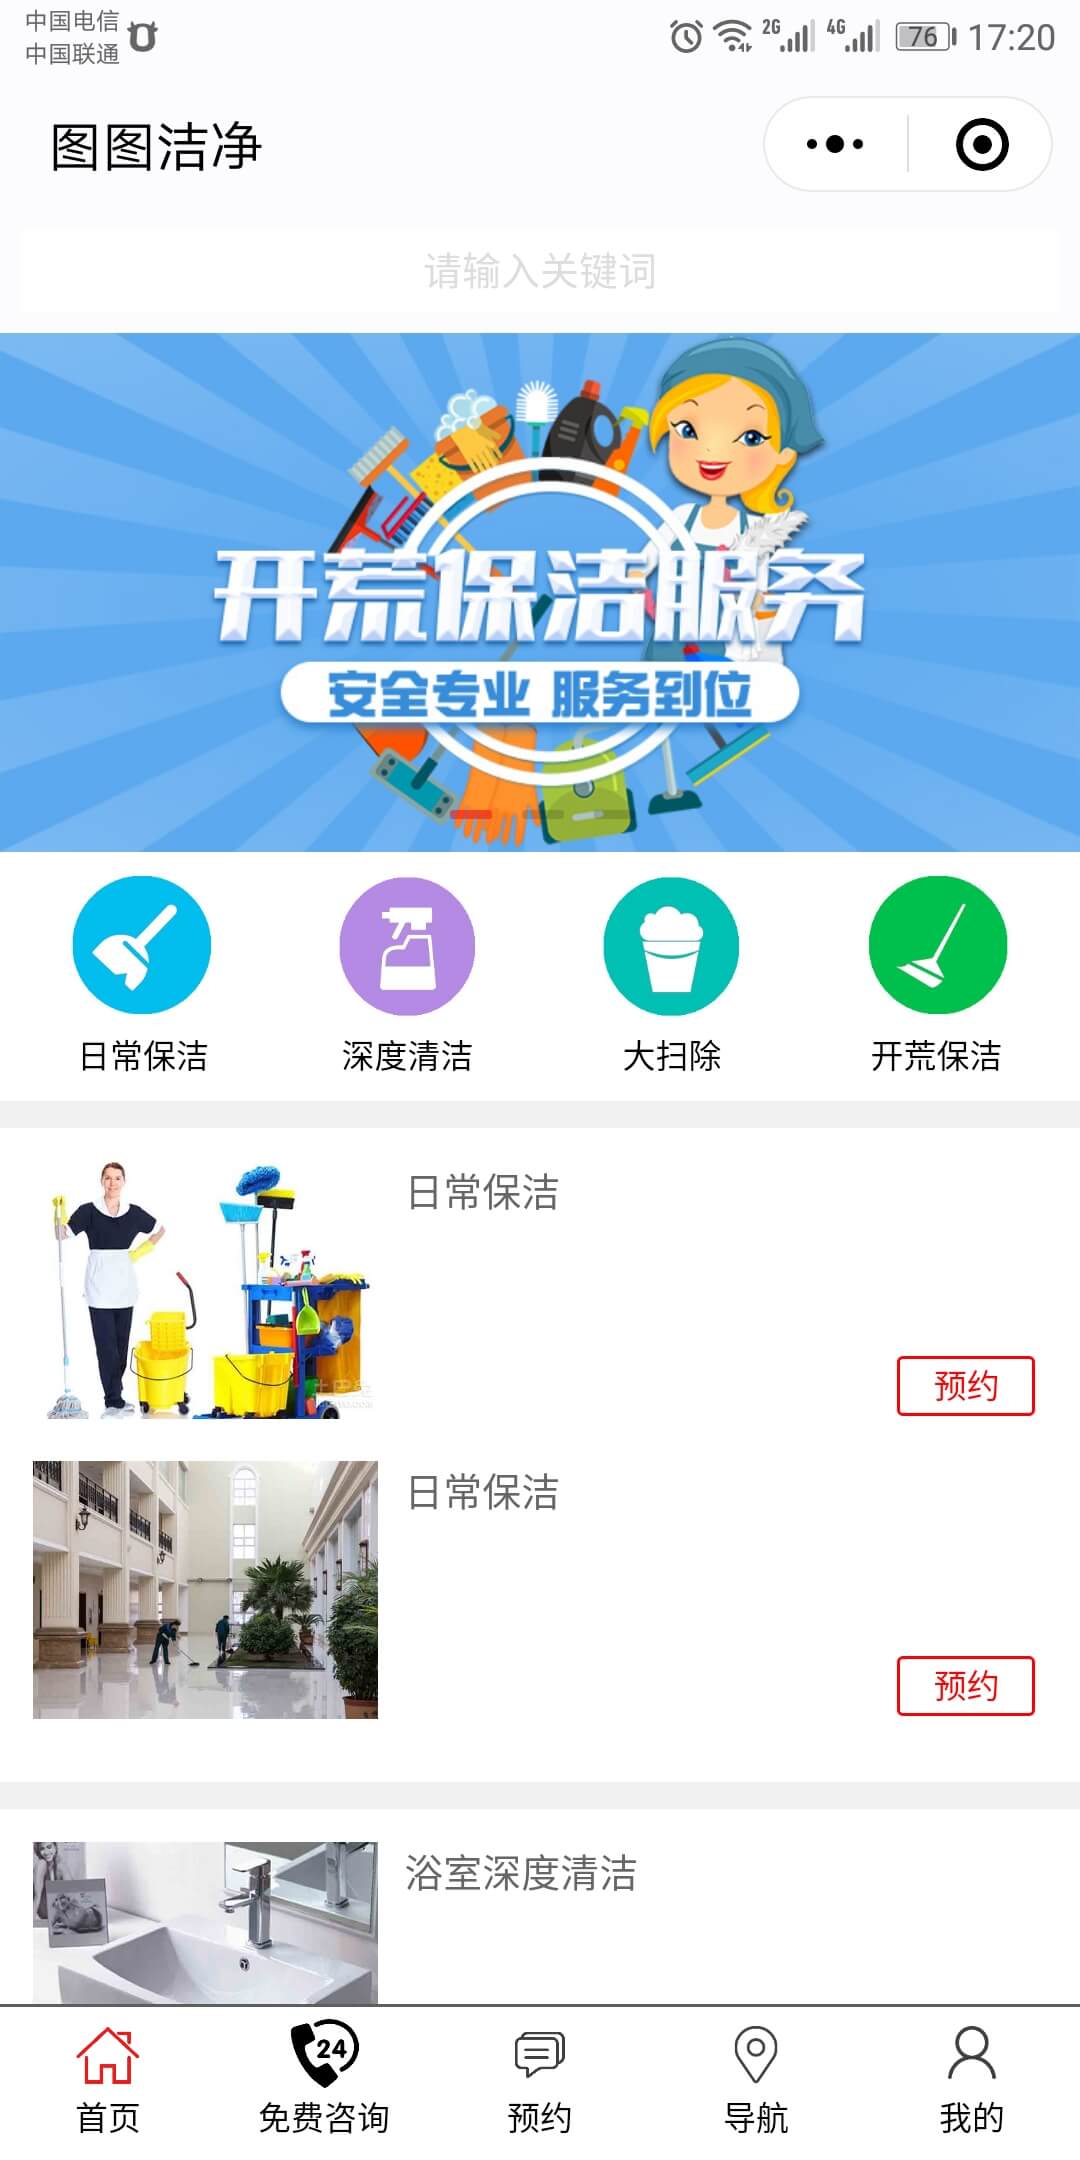 中国电信
中国联通
2G
4G
76
17:20
图图洁净
请输入关键词
开荒保洁服务
安全专业 服务到位
日常保洁
深度清洁
大扫除
开荒保洁
日常保洁
预约
日常保洁
预约
浴室深度清洁
24
首页
免费咨询
预约
导航
我的